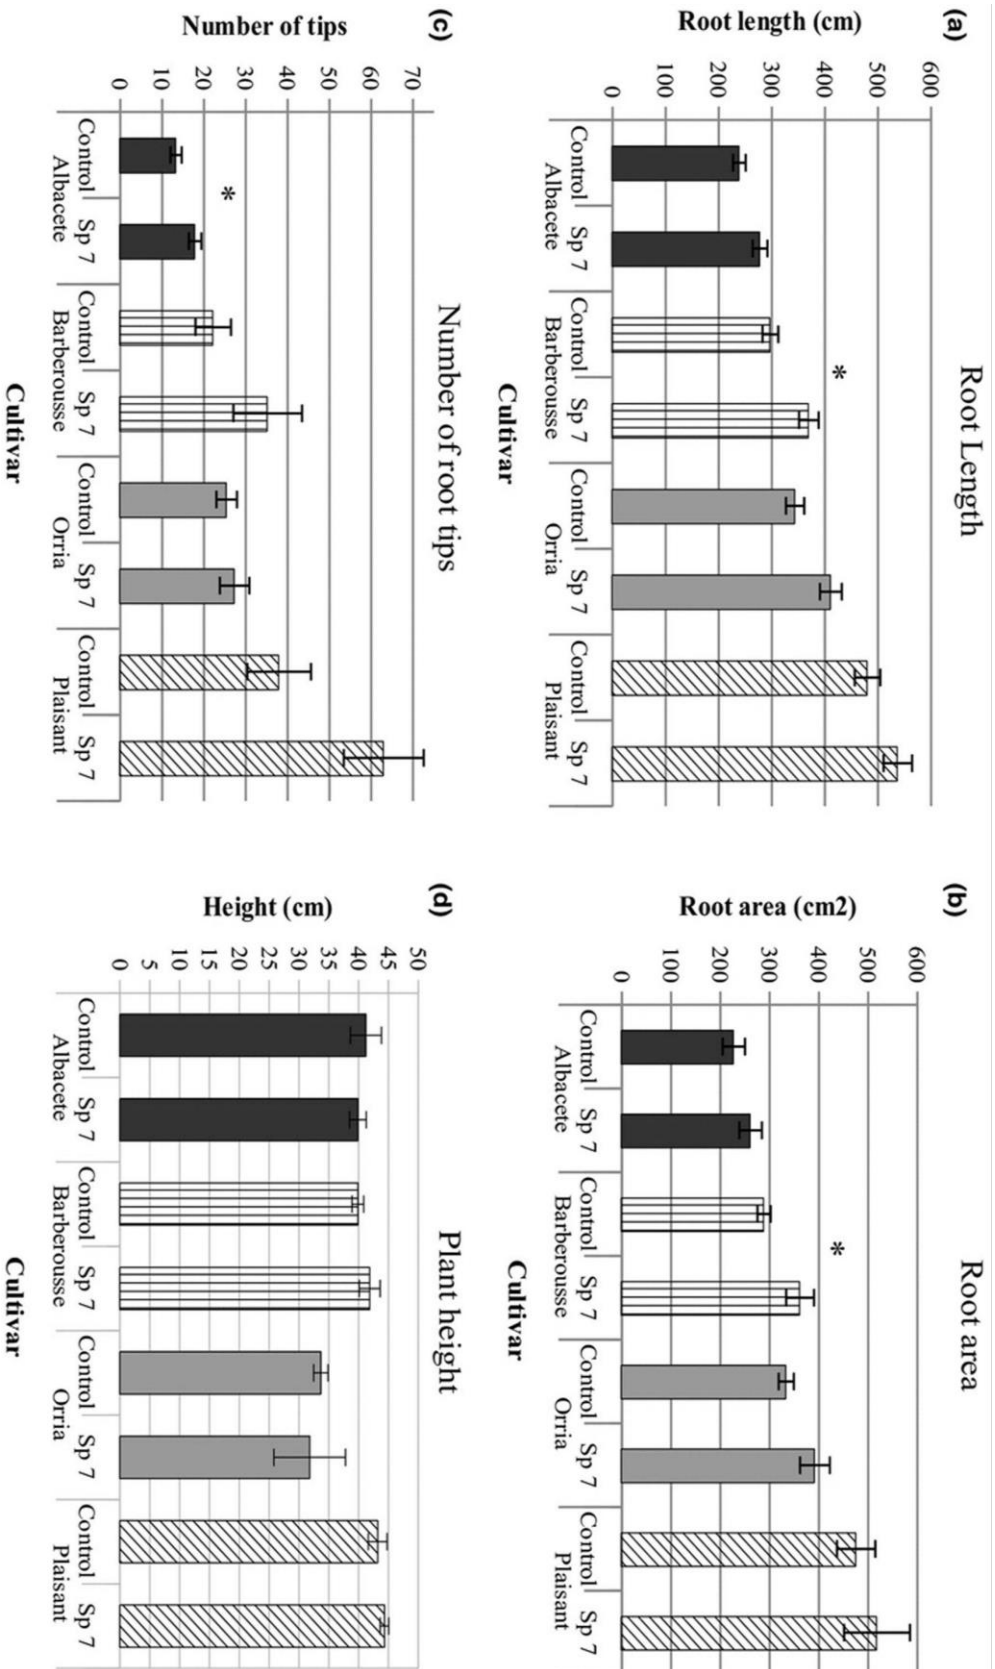 (a)
Root Length
Root length (cm)
600
500
400
300
200
100
0
*
Control Sp 7 Control Sp 7 Control Sp 7 Control Sp 7
Albacete Barberousse Orria Plaisant
Cultivar
(b)
Root area
Root area (cm2)
600
500
400
300
200
100
0
*
Control Sp 7 Control Sp 7 Control Sp 7 Control Sp 7
Albacete Barberousse Orria Plaisant
Cultivar
(c)
Number of root tips
Number of tips
70
60
50
40
30
20
10
0
*
Control Sp 7 Control Sp 7 Control Sp 7 Control Sp 7
Albacete Barberousse Orria Plaisant
Cultivar
(d)
Plant height
Height (cm)
50
45
40
35
30
25
20
15
10
5
0
Control Sp 7 Control Sp 7 Control Sp 7 Control Sp 7
Albacete Barberousse Orria Plaisant
Cultivar